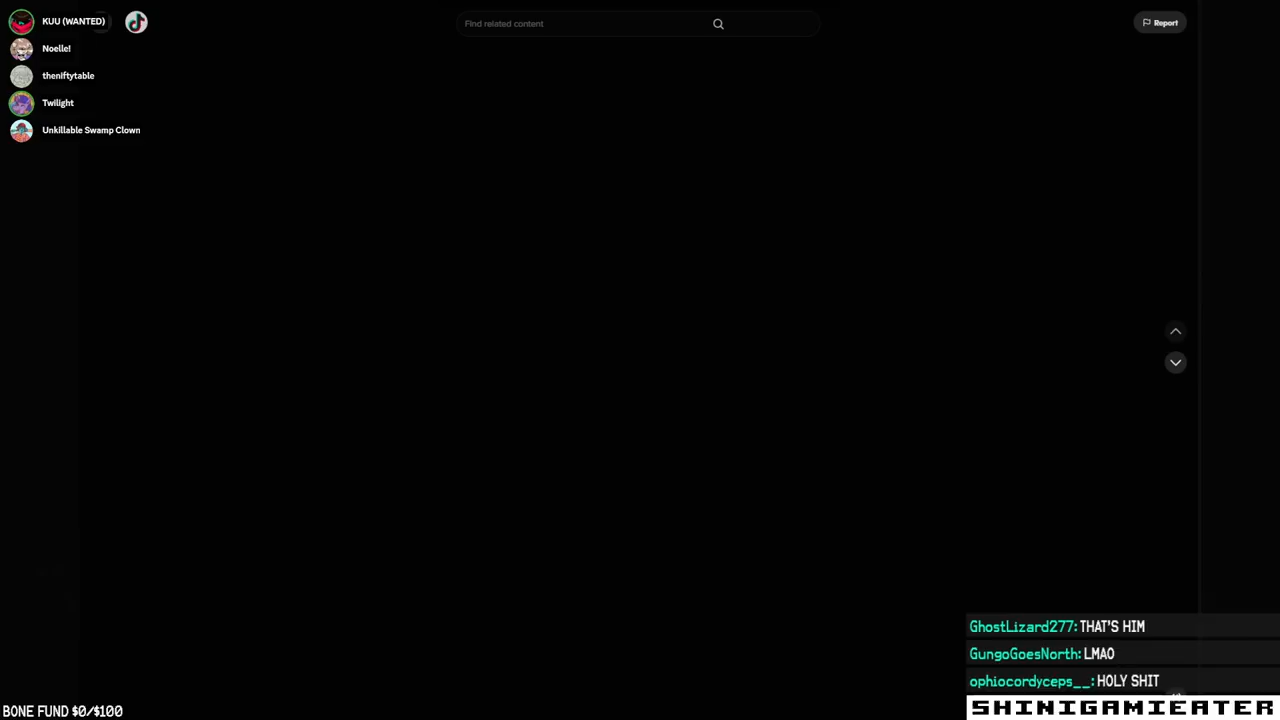 KUU (WANTED)
Find related content
Report
Noelle!
theniftytable
Twilight
Unkillable Swamp Clown
GhostLizard277: THAT'S HIM
GungoGoesNorth: LMAO
ophiocordyceps__: HOLY SHIT
BONE FUND $0/$100
SHINIGAMIEATER